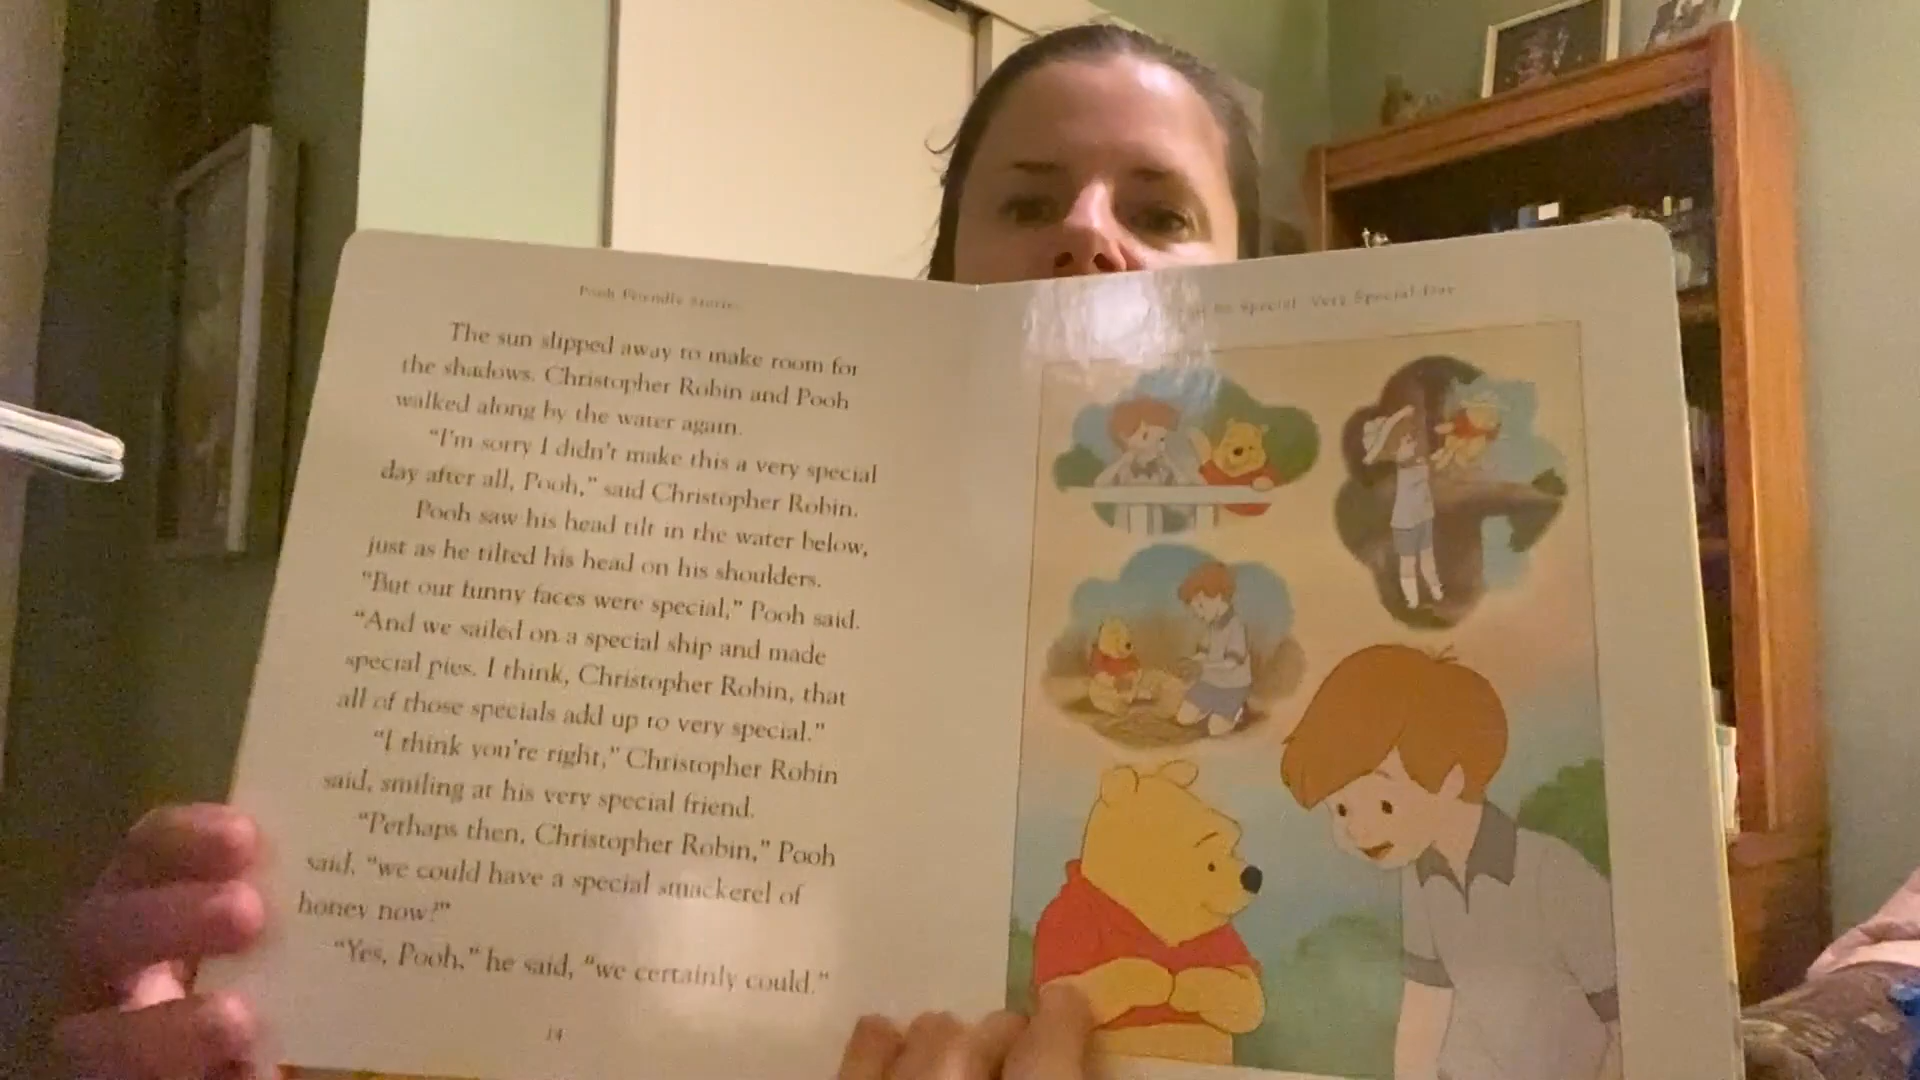 Pooh Friendly Stories
The sun slipped away to make room for
the shadows. Christopher Robin and Pooh
walked along by the water again.
“I’m sorry I didn’t make this a very special
day after all, Pooh,” said Christopher Robin.
Pooh saw his head tilt in the water below,
just as he tilted his head on his shoulders.
“But our funny faces were special,” Pooh said.
“And we sailed on a special ship and made
special pies. I think, Christopher Robin, that
all of those specials add up to very special.”
“I think you’re right,” Christopher Robin
said, smiling at his very special friend.
“Perhaps then, Christopher Robin,” Pooh
said, “we could have a special smackerel of
honey now?”
“Yes, Pooh,” he said, “we certainly could.”
14
Special, Very Special Day